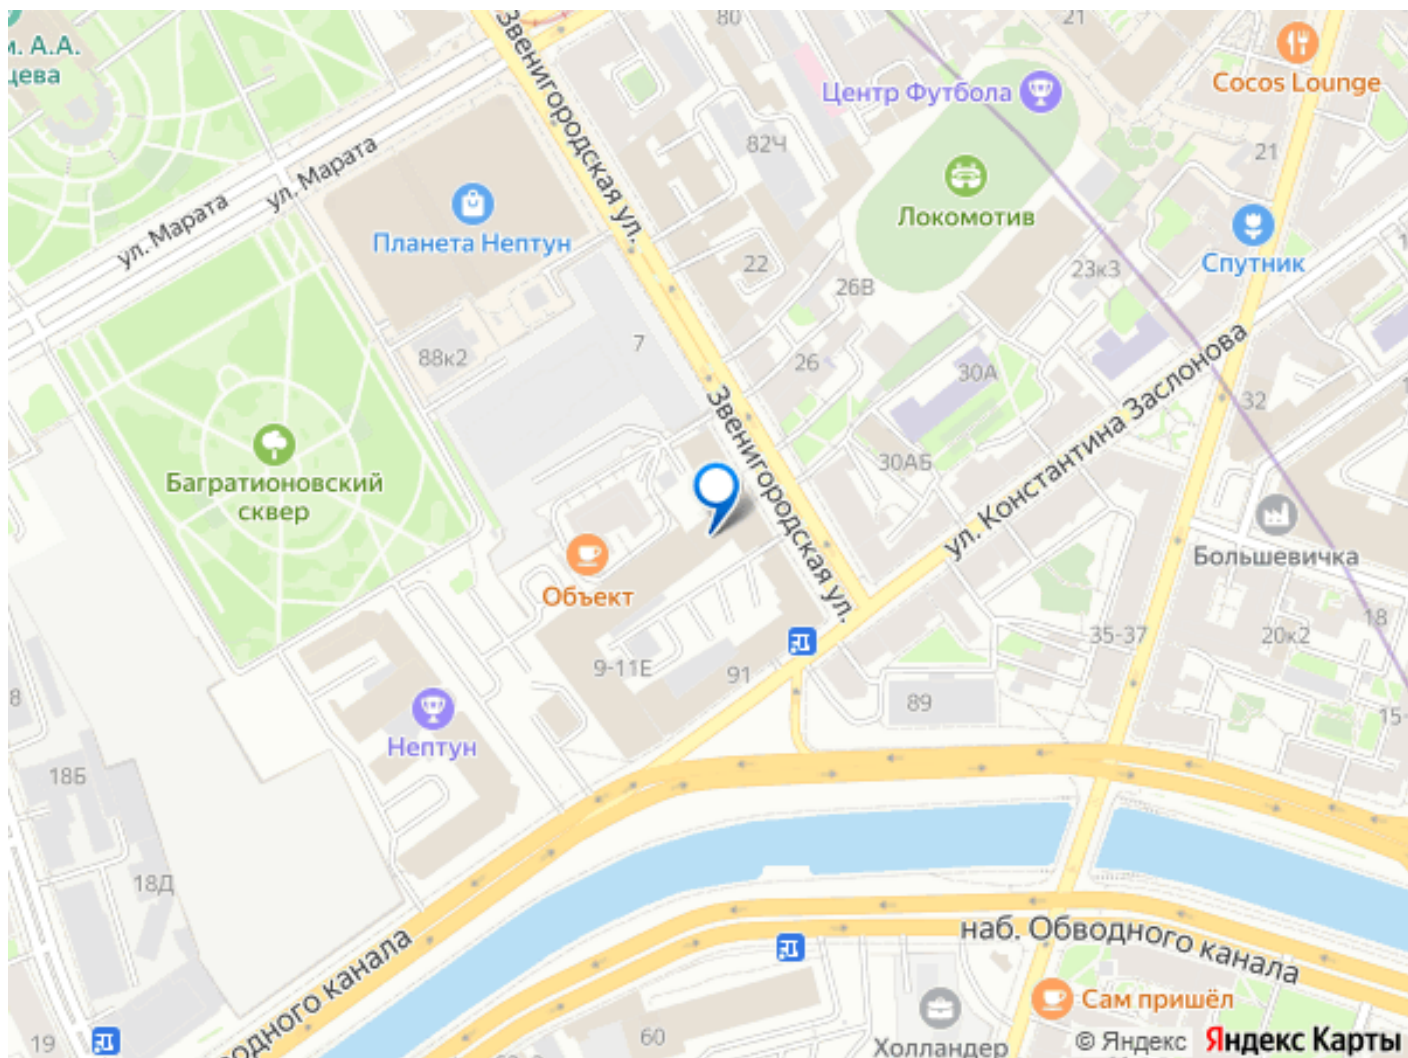 м. А.А.
цева
80
21
Cocos Lounge
Центр Футбола
Звенигородская ул.
82Ч
21
ул. Марата
ул. Марата
Локомотив
Планета Нептун
Спутник
22
23к3
26В
7
88к2
26
30А
ул. Константина Заслонова
32
Звенигородская ул.
30АБ
Багратионовский
сквер
Большевичка
Объект
18
35-37
20к2
9-11Е
91
89
15-
8
Нептун
18Б
18Д
наб. Обводного канала
водного канала
Сам пришёл
19
60
Холландер
© Яндекс Яндекс Карты